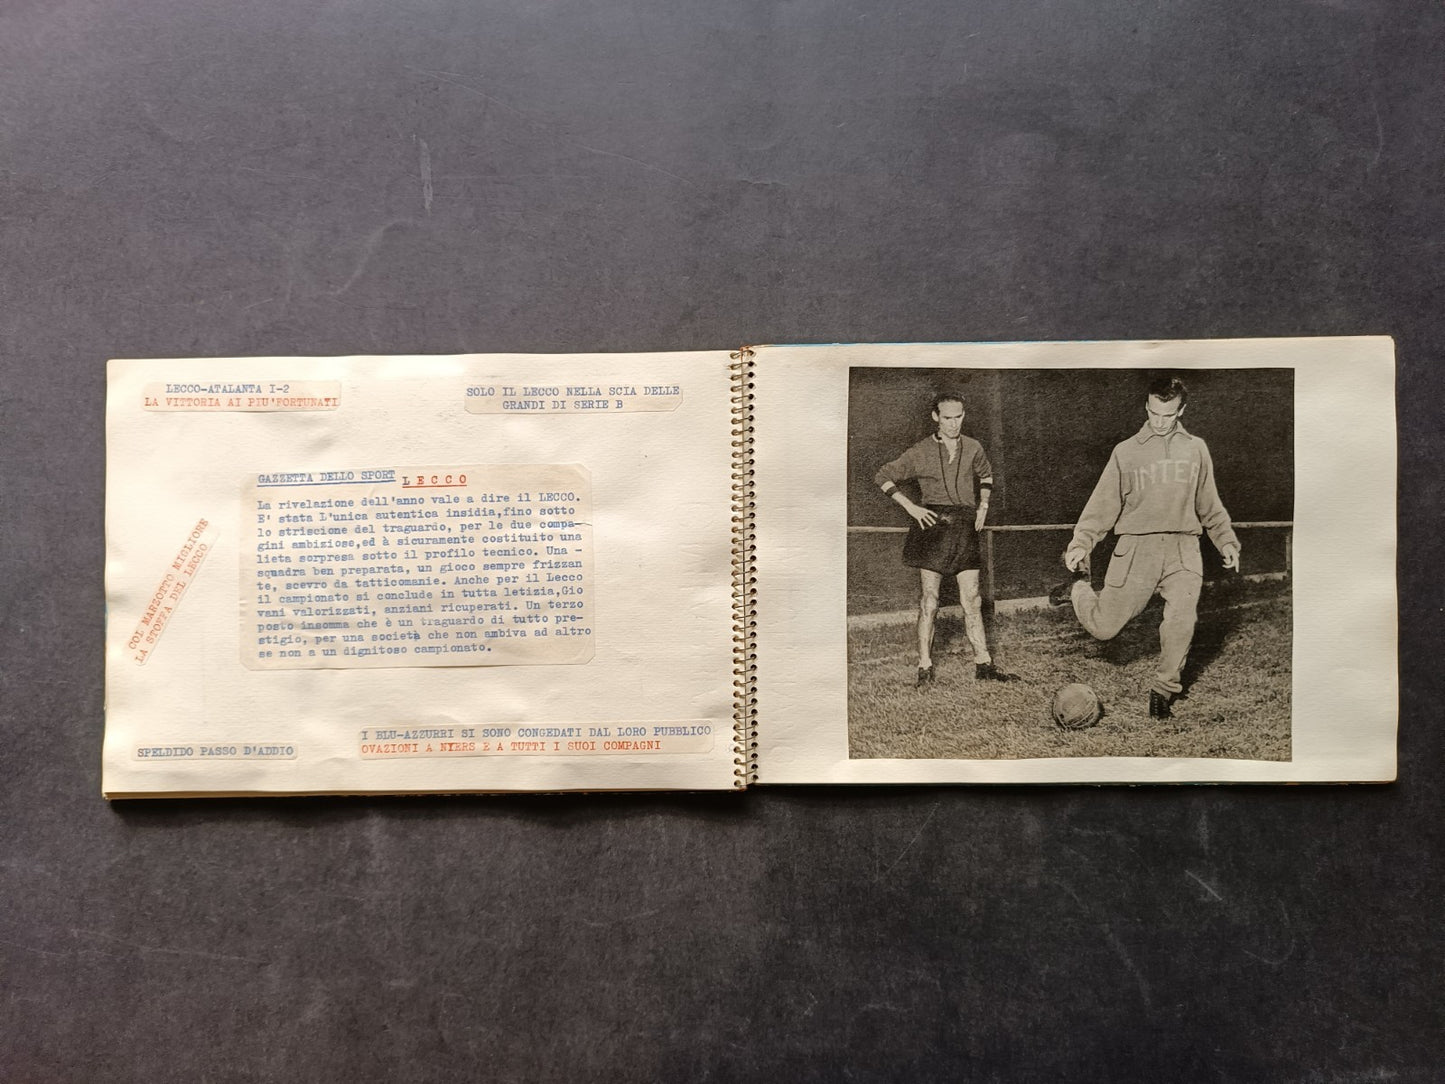 LECCO-ATALANTA I-2
LA VITTORIA AI PIU'FORTUNATI
SOLO IL LECCO NELLA SCIA DELLE
GRANDI DI SERIE B
GAZZETTA DELLO SPORT LECCO
La rivelazione dell'anno vale a dire il LECCO.
E' stata L'unica autentica insidia,fino sotto
lo striscione del traguardo, per le due compa-
gini ambiziose,ed à sicuramente costituito una
lieta sorpresa sotto il profilo tecnico. Una -
squadra ben preparata, un gioco sempre frizzan
te, scevro da tatticomanie. Anche per il Lecco
il campionato si conclude in tutta letizia,Gio
vani valorizzati, anziani ricuperati. Un terzo
posto insomma che è un traguardo di tutto pre-
stigio, per una società che non ambiva ad altro
se non a un dignitoso campionato.
COL MARZOTTO MIGLIORE
LA STOFFA DEL LECCO
SPELDIDO PASSO D'ADDIO
I BLU-AZZURRI SI SONO CONGEDATI DAL LORO PUBBLICO
OVAZIONI A NYERS E A TUTTI I SUOI COMPAGNI
INTER